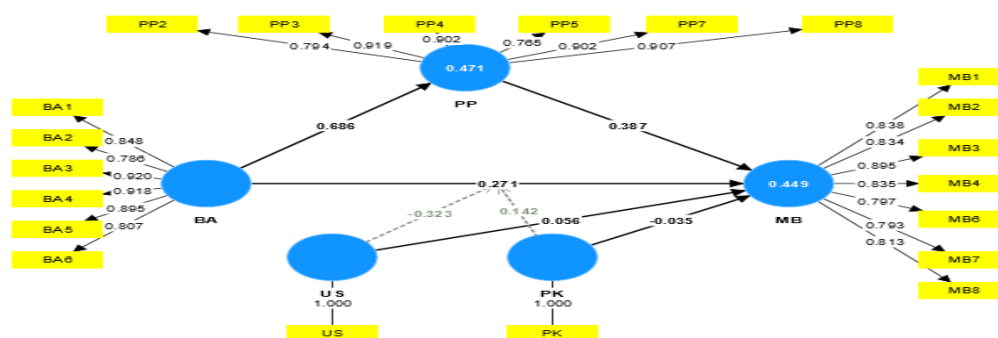 PP2 PP3 PP4 PP5 PP7 PP8
0.794 0.919 0.902 0.765 0.902 0.907
0.471
PP
BA1
BA2
BA3
BA4
BA5
BA6
0.848
0.786
0.920
0.918
0.895
0.807
BA
0.686
0.387
0.271
-0.323
0.142
0.056
-0.035
0.449
MB
0.838
0.834
0.895
0.835
0.797
0.793
0.813
MB1
MB2
MB3
MB4
MB6
MB7
MB8
US
1.000
US
PK
1.000
PK